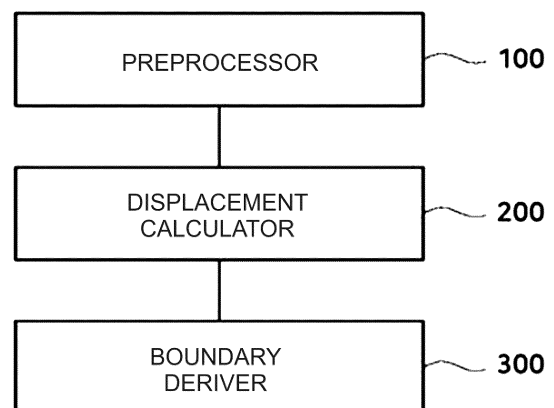 PREPROCESSOR
100
DISPLACEMENT
CALCULATOR
200
BOUNDARY
DERIVER
300